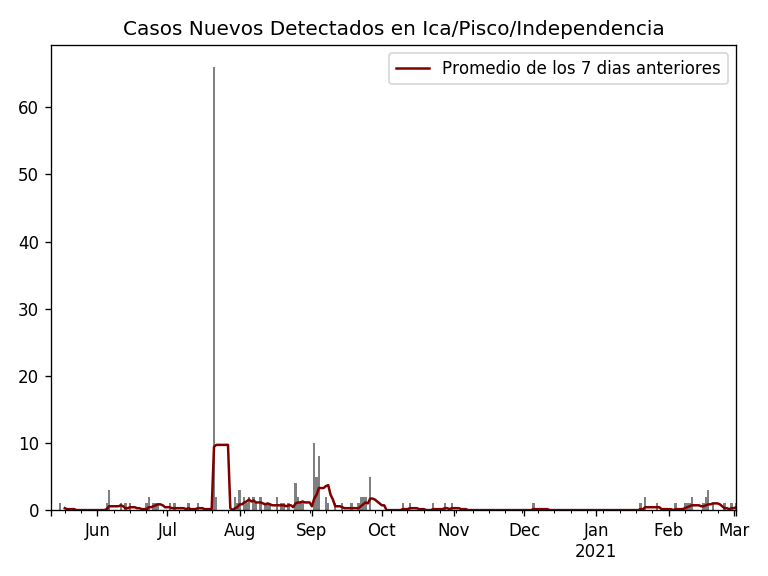 Casos Nuevos Detectados en Ica/Pisco/Independencia
Promedio de los 7 dias anteriores
60
50
40
30
20
10
0
Jun Jul Aug Sep Oct Nov Dec Jan Feb Mar
2021